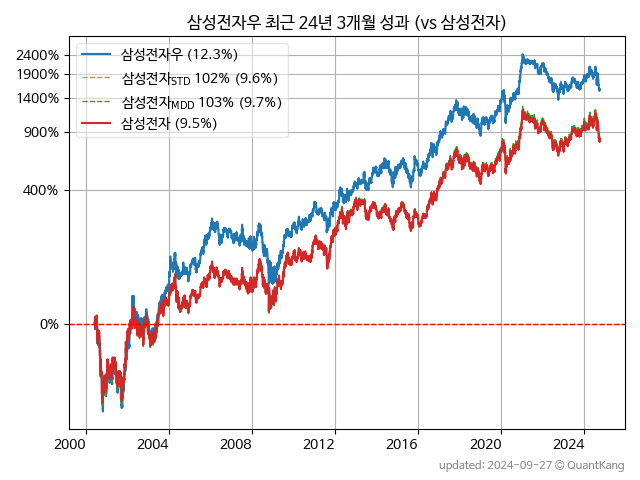 삼성전자우 최근 24년 3개월 성과 (vs 삼성전자)
삼성전자우 (12.3%)
삼성전자STD 102% (9.6%)
삼성전자MDD 103% (9.7%)
삼성전자 (9.5%)
2400%
1900%
1400%
900%
400%
0%
2000 2004 2008 2012 2016 2020 2024
updated: 2024-09-27 © QuantKang